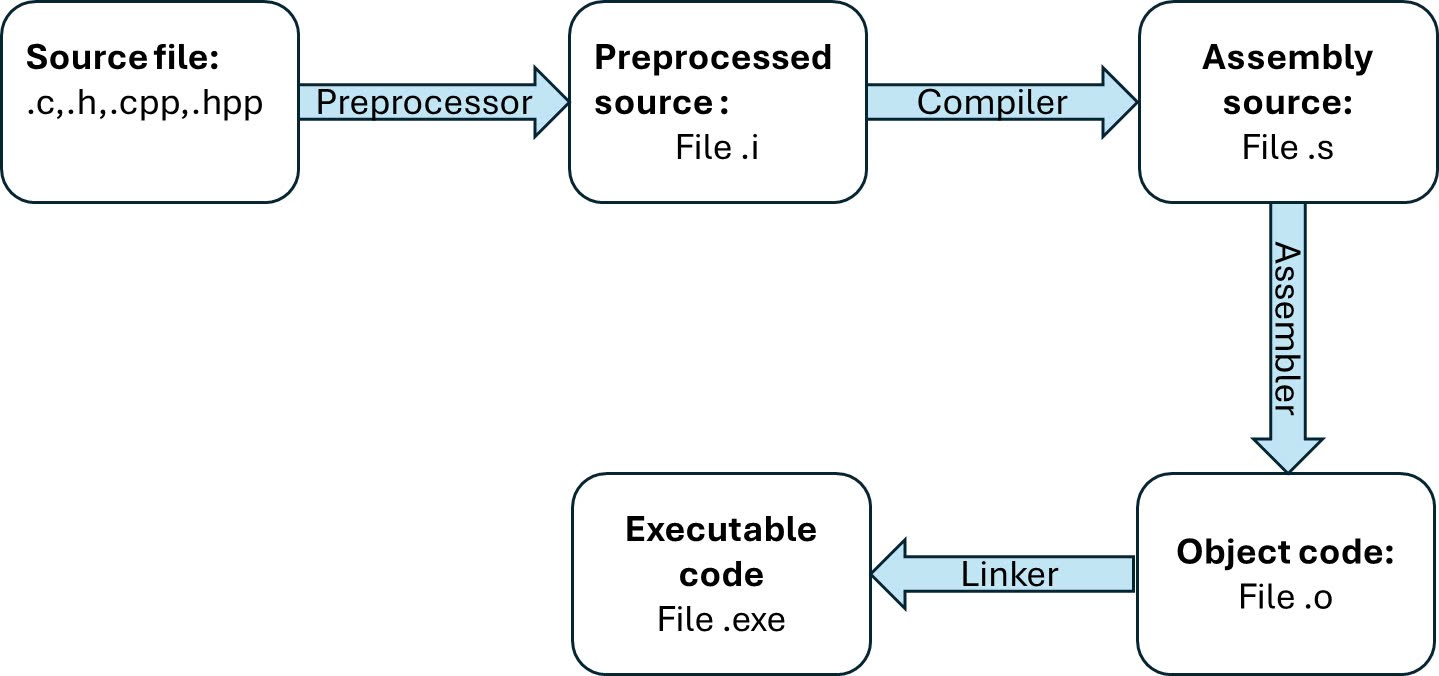 Source file:
.c,.h,.cpp,.hpp
Preprocessor
Preprocessed
source :
File .i
Compiler
Assembly
source:
File .s
Assembler
Object code:
File .o
Linker
Executable
code
File .exe